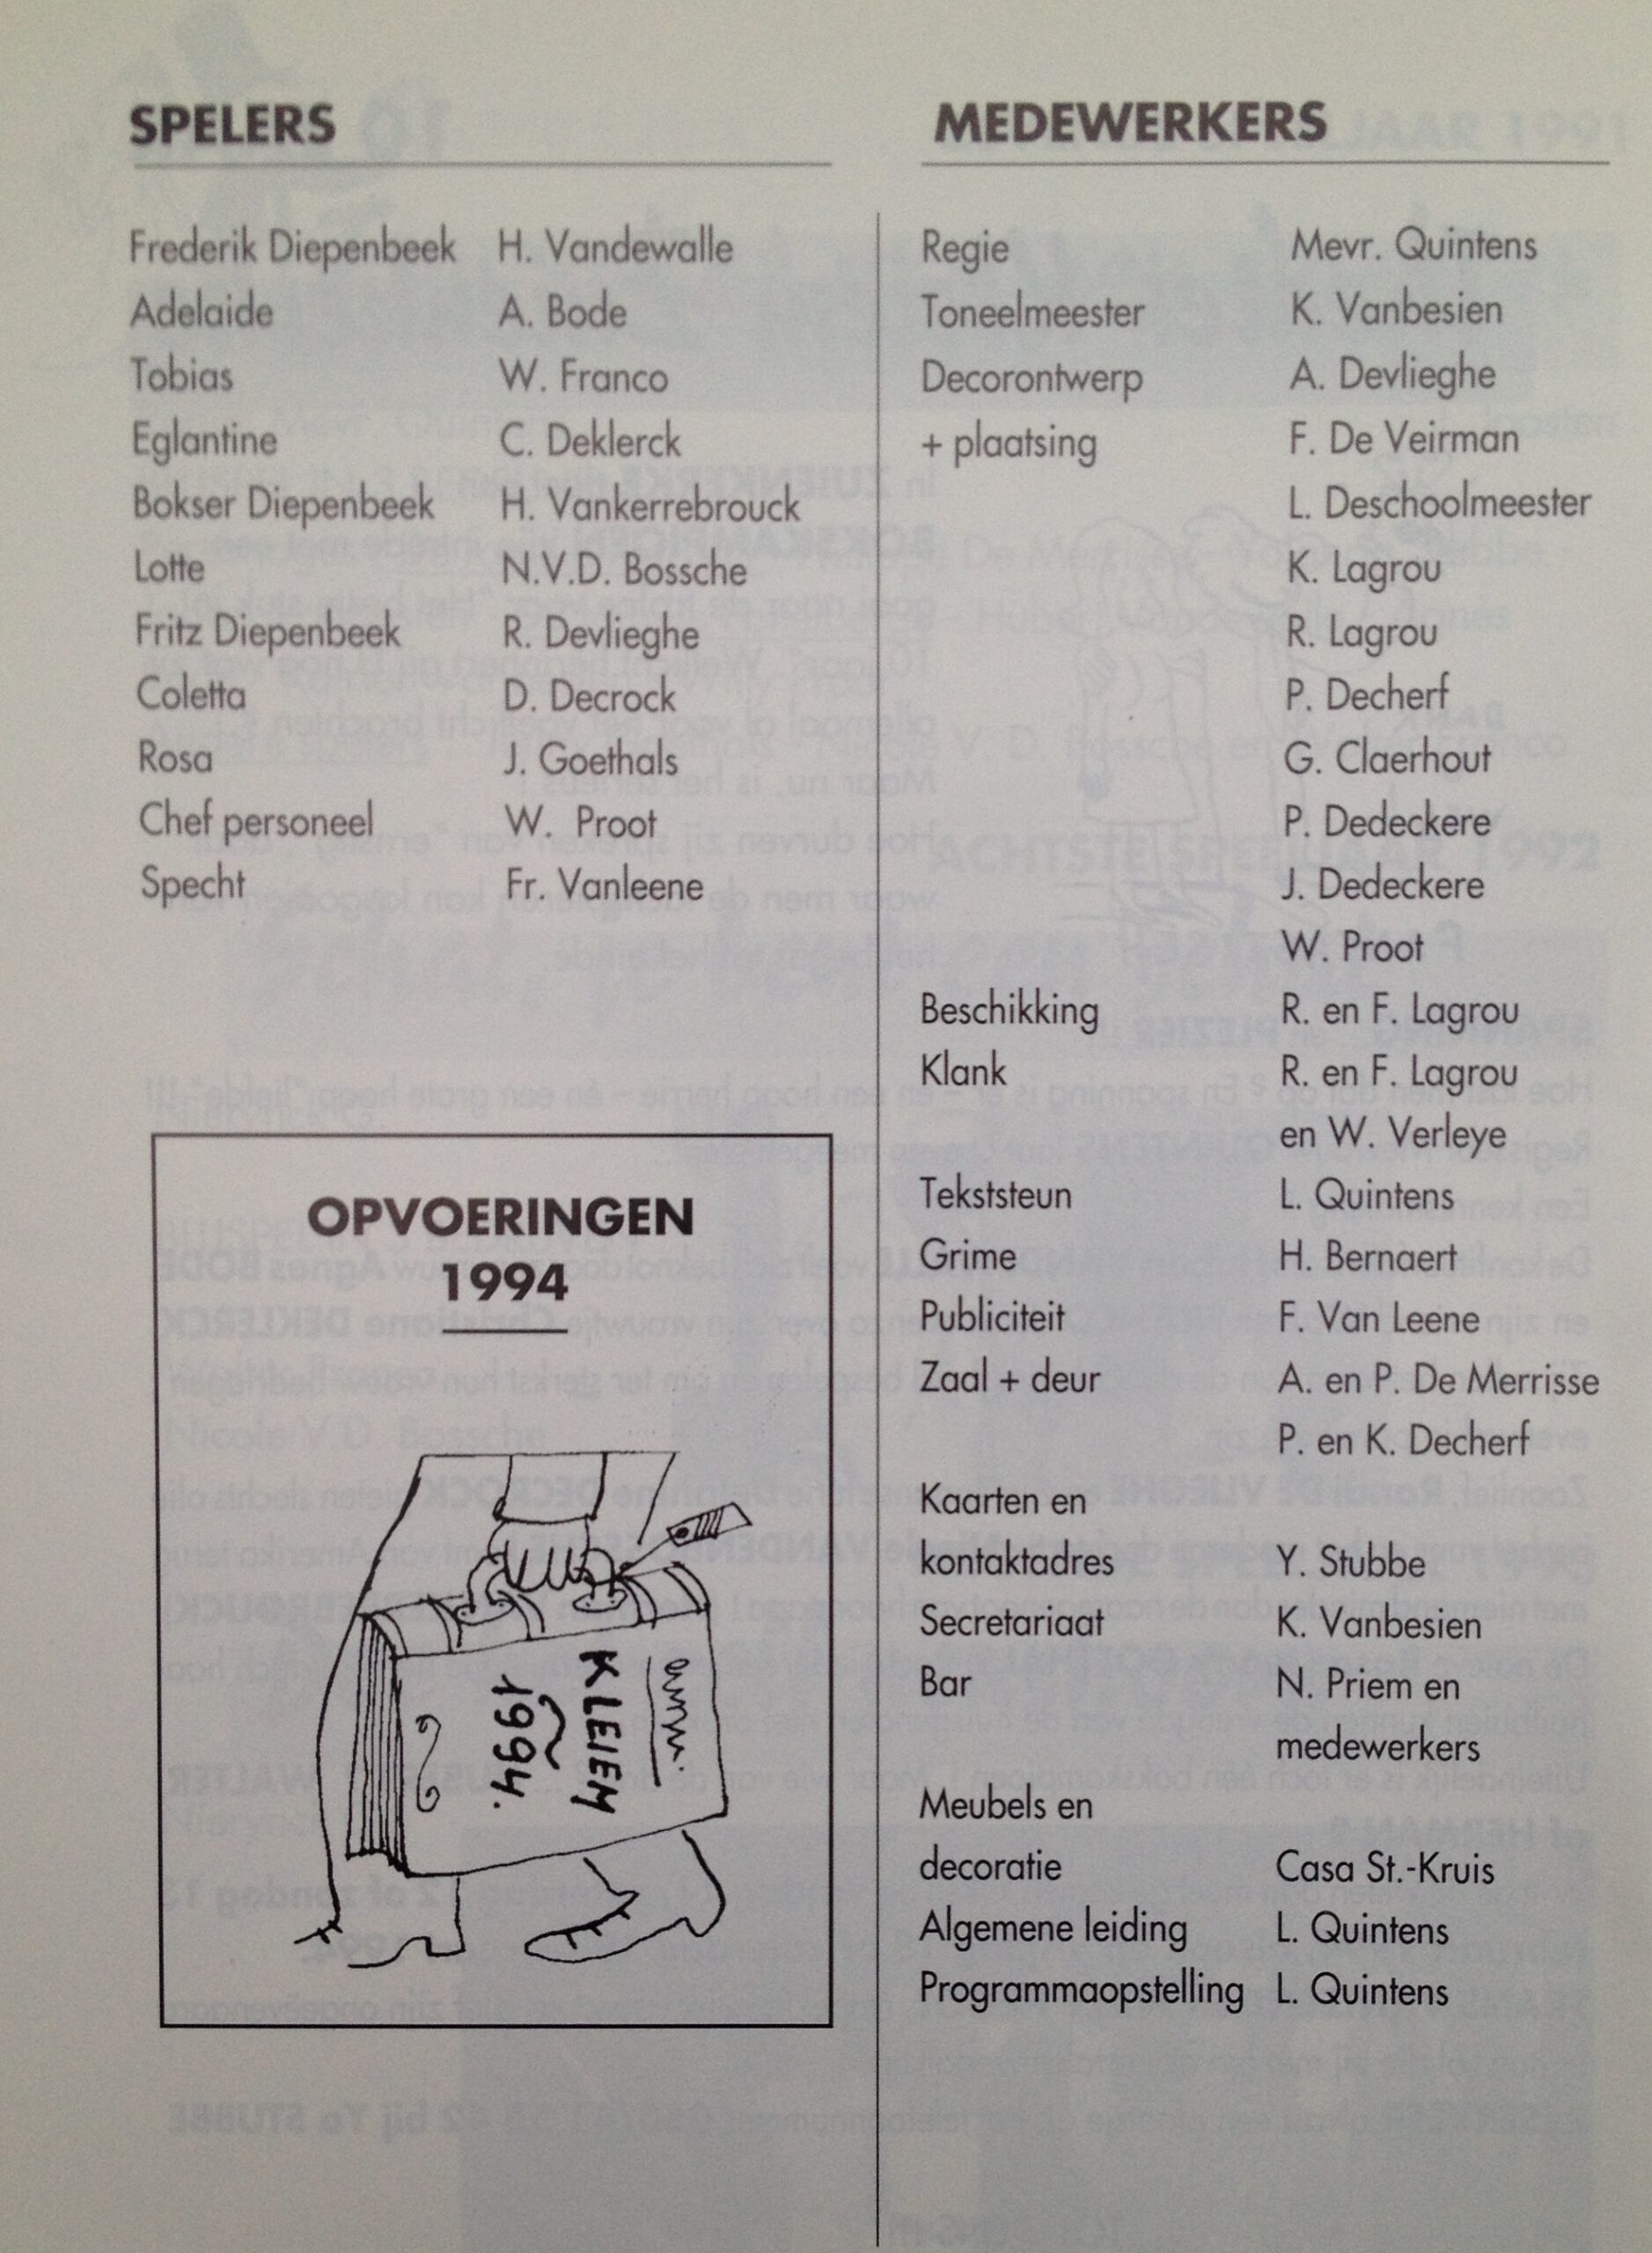 SPELERS
Frederik Diepenbeek H. Vandewalle
Adelaide A. Bode
Tobias W. Franco
Eglantine C. Deklerck
Bokser Diepenbeek H. Vankerrebrouck
Lotte N.V.D. Bossche
Fritz Diepenbeek R. Devlieghe
Coletta D. Decrock
Rosa J. Goethals
Chef personeel W. Proot
Specht Fr. Vanleene
OPVOERINGEN
1994
KLEIEM
1994.
MEDEWERKERS
Regie Mevr. Quintens
Toneelmeester K. Vanbesien
Decorontwerp A. Devlieghe
+ plaatsing F. De Veirman
L. Deschoolmeester
K. Lagrou
R. Lagrou
P. Decherf
G. Claerhout
P. Dedeckere
J. Dedeckere
W. Proot
Beschikking R. en F. Lagrou
Klank R. en F. Lagrou
en W. Verleye
Tekststeun L. Quintens
Grime H. Bernaert
Publiciteit F. Van Leene
Zaal + deur A. en P. De Merrisse
P. en K. Decherf
Kaarten en
kontaktadres Y. Stubbe
Secretariaat K. Vanbesien
Bar N. Priem en
medewerkers
Meubels en
decoratie Casa St.-Kruis
Algemene leiding L. Quintens
Programmaopstelling L. Quintens